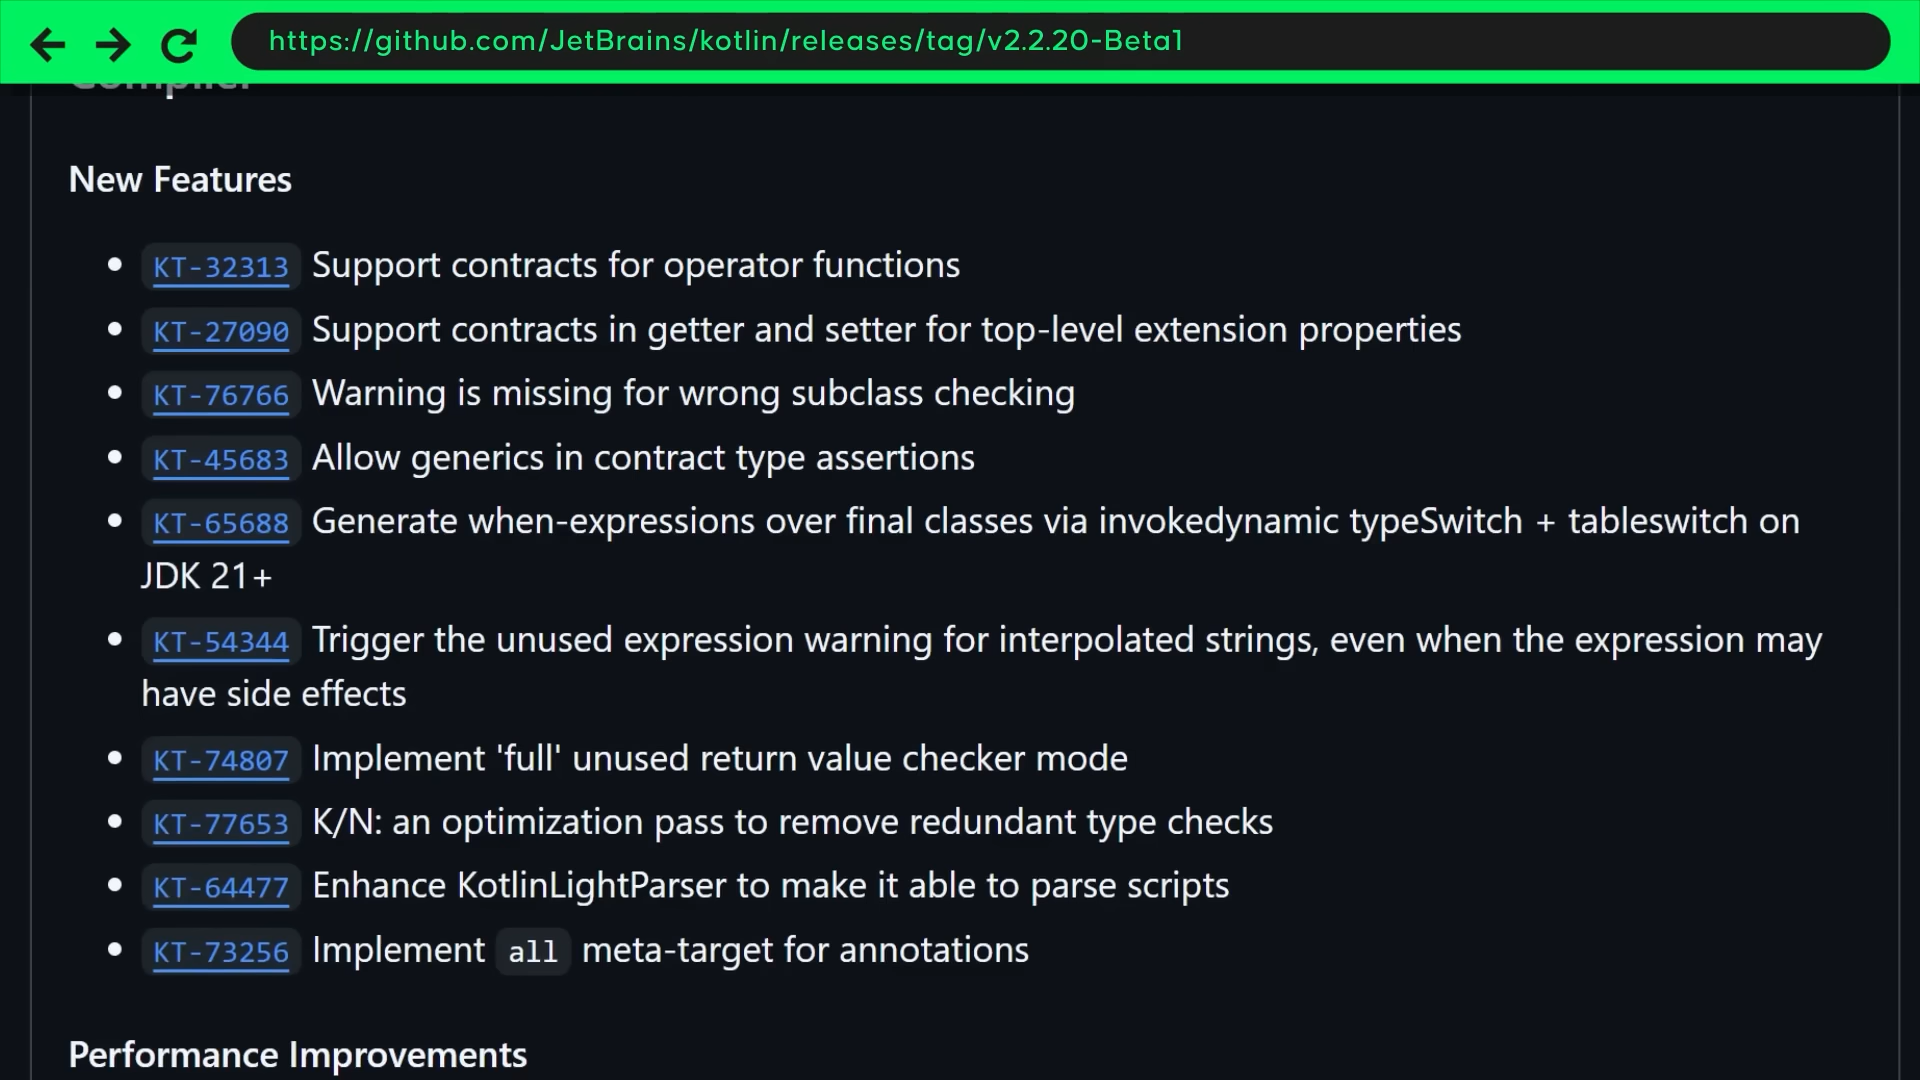 https://github.com/JetBrains/kotlin/releases/tag/v2.2.20-Beta1
Compiler
New Features
KT-32313 Support contracts for operator functions
KT-27090 Support contracts in getter and setter for top-level extension properties
KT-76766 Warning is missing for wrong subclass checking
KT-45683 Allow generics in contract type assertions
KT-65688 Generate when-expressions over final classes via invokedynamic typeSwitch + tableswitch on
JDK 21+
KT-54344 Trigger the unused expression warning for interpolated strings, even when the expression may
have side effects
KT-74807 Implement 'full' unused return value checker mode
KT-77653 K/N: an optimization pass to remove redundant type checks
KT-64477 Enhance KotlinLightParser to make it able to parse scripts
KT-73256 Implement all meta-target for annotations
Performance Improvements